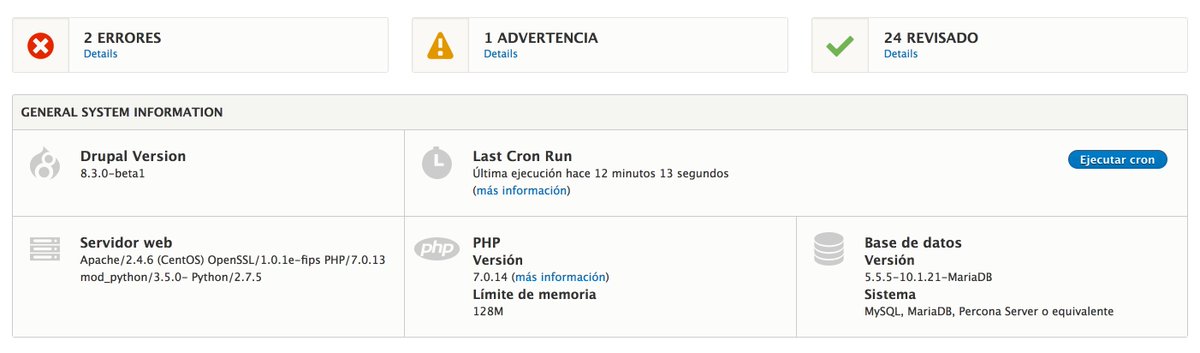 2 ERRORES
Details
1 ADVERTENCIA
Details
24 REVISADO
Details
GENERAL SYSTEM INFORMATION
Drupal Version
8.3.0-beta1
Last Cron Run
Última ejecución hace 12 minutos 13 segundos
(más información)
Ejecutar cron
Servidor web
Apache/2.4.6 (CentOS) OpenSSL/1.0.1e-fips PHP/7.0.13
mod_python/3.5.0- Python/2.7.5
php
PHP
Versión
7.0.14 (más información)
Límite de memoria
128M
Base de datos
Versión
5.5.5-10.1.21-MariaDB
Sistema
MySQL, MariaDB, Percona Server o equivalente